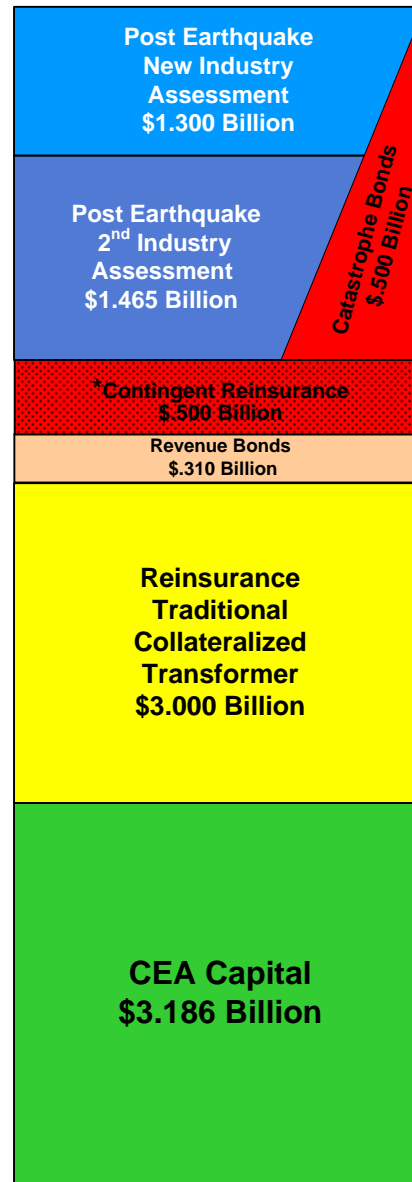 Post Earthquake
New Industry
Assessment
$1.300 Billion
Catastrophe Bonds
$.500 Billion
Post Earthquake
2nd Industry
Assessment
$1.465 Billion
*Contingent Reinsurance
$.500 Billion
Revenue Bonds
$.310 Billion
Reinsurance
Traditional
Collateralized
Transformer
$3.000 Billion
CEA Capital
$3.186 Billion